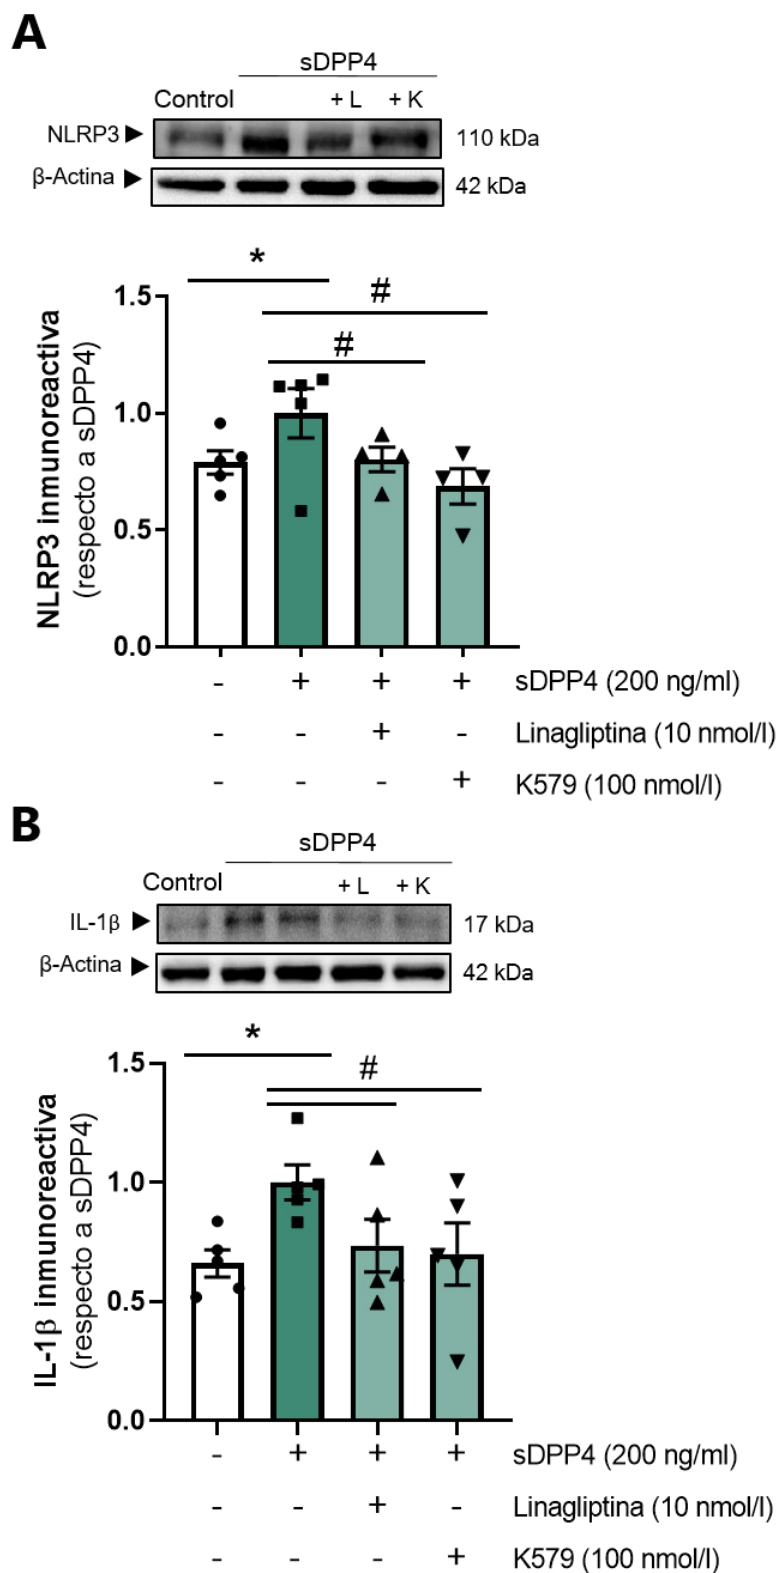 A
sDPP4
Control + L + K
NLRP3 110 kDa
β-Actina 42 kDa
*
#
#
1.5
1.0
0.5
0.0
NLRP3 inmunoreactiva
(respecto a sDPP4)
- + + + sDPP4 (200 ng/ml)
- - + - Linagliptina (10 nmol/l)
- - - + K579 (100 nmol/l)
B
sDPP4
Control + L + K
IL-1β 17 kDa
β-Actina 42 kDa
*
#
1.5
1.0
0.5
0.0
IL-1β inmunoreactiva
(respecto a sDPP4)
- + + + sDPP4 (200 ng/ml)
- - + - Linagliptina (10 nmol/l)
- - - + K579 (100 nmol/l)